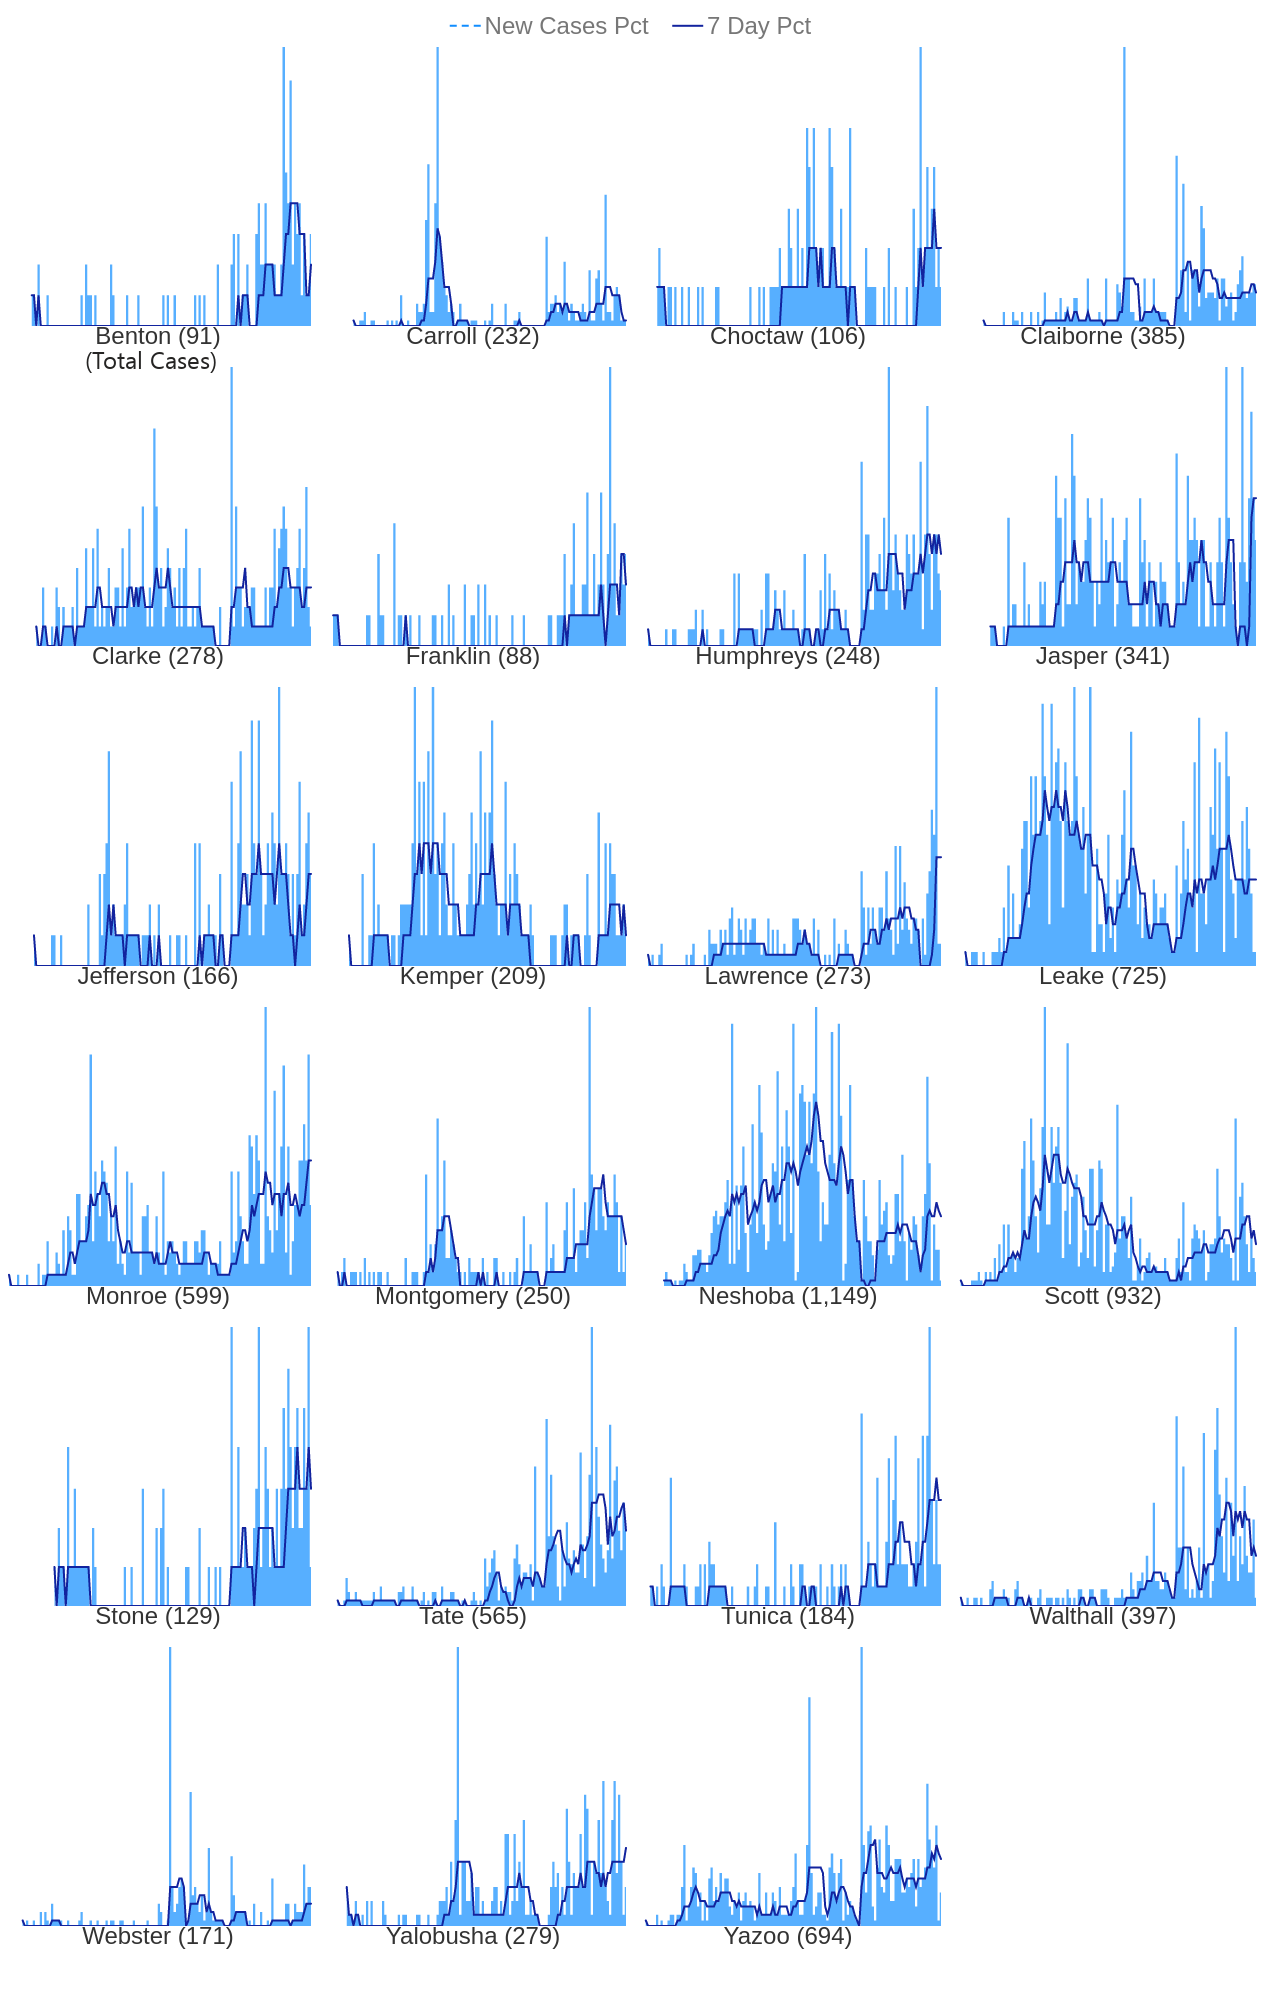 New Cases Pct 7 Day Pct
Benton (91) Carroll (232) Choctaw (106) Claiborne (385)
(Total Cases)
Clarke (278) Franklin (88) Humphreys (248) Jasper (341)
Jefferson (166) Kemper (209) Lawrence (273) Leake (725)
Monroe (599) Montgomery (250) Neshoba (1,149) Scott (932)
Stone (129) Tate (565) Tunica (184) Walthall (397)
Webster (171) Yalobusha (279) Yazoo (694)